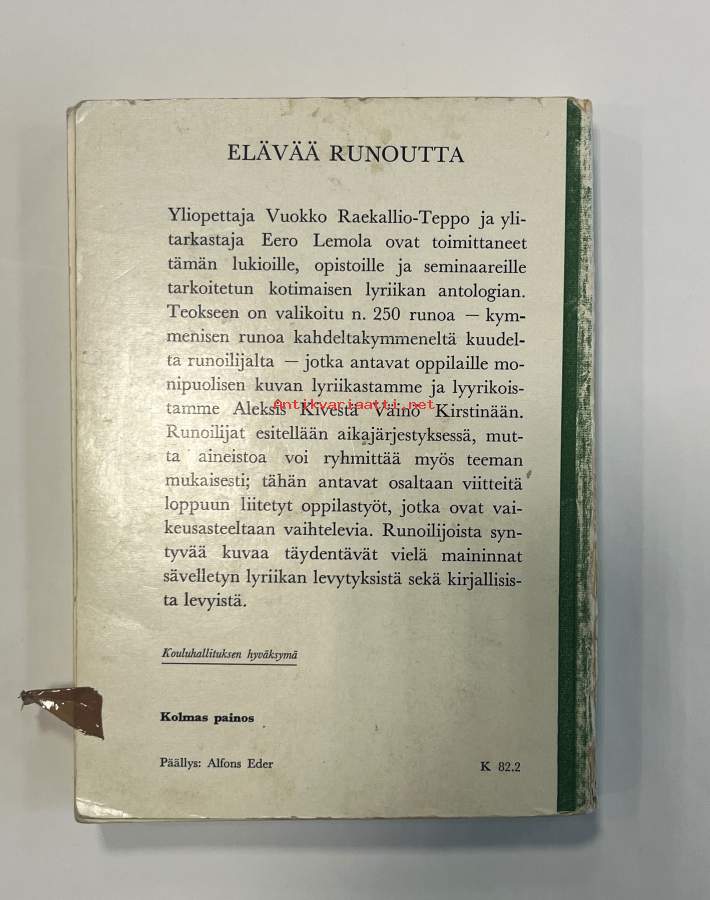 ELÄVÄÄ RUNOUTTA
Yliopettaja Vuokko Raekallio-Teppo ja yli-
tarkastaja Eero Lemola ovat toimittaneet
tämän lukioille, opistoille ja seminaareille
tarkoitetun kotimaisen lyriikan antologian.
Teokseen on valikoitu n. 250 runoa — kym-
menisen runoa kahdeltakymmeneltä kuudel-
ta runoilijalta — jotka antavat oppilaille mo-
nipuolisen kuvan lyriikastamme ja lyyrikois-
tamme Aleksis Kivestä Väinö Kirstinään.
Antikvariaatti.net
Runoilijat esitellään aikajärjestyksessä, mut-
ta aineistoa voi ryhmittää myös teeman
mukaisesti; tähän antavat osaltaan viitteitä
loppuun liitetyt oppilastyöt, jotka ovat vai-
keusasteeltaan vaihtelevia. Runoilijoista syn-
tyvää kuvaa täydentävät vielä maininnat
sävelletyn lyriikan levytyksistä sekä kirjallisis-
ta levyistä.
Kouluhallituksen hyväksymä
Kolmas painos
Päällys: Alfons Eder
K 82.2